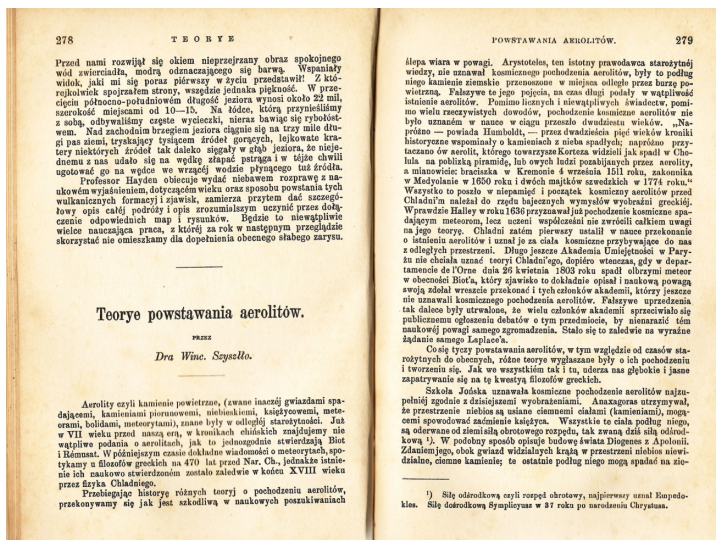 278
TEORYE
Przed nami rozwijał się okiem nieprzejrzany obraz spokojnego
wód zwierciadła, modrą odznaczającego się barwą. Wspaniały
widok, jaki mi się poraz piérwszy w życiu przedstawił! Z któ-
rejkolwiek spojrzałem strony, wszędzie jednaka piękność. W prze-
cięciu północno-południowém długość jeziora wynosi około 22 mil,
szerokość miejscami od 10—15. Na łódce, którą przynieśliśmy
z sobą, odbywaliśmy częste wycieczki, nieraz bawiąc się rybołóst-
wem. Nad zachodnim brzegiem jeziora ciągnie się na trzy mile dłu-
gi pas ziemi, tryskający tysiącem źródeł gorących, lejkowate kra-
tery niektórych źródeł tak daleko sięgały w głąb jeziora, że nieje-
dnemu z nas udało się na wędkę złapać pstrąga i w téjże chwili
ugotować go na wędce we wrzącéj wodzie płynącego tuż źródła.
Professor Hayden obiecuje wydać niebawem rozprawę z na-
ukowém wyjaśnieniem, dotyczącém wieku oraz sposobu powstania tych
wulkanicznych formacyj i zjawisk, zamierza przytem dać szczegó-
łowy opis całéj podróży i opis zrozumialszym uczynić przez dołą-
czenie odpowiednich map i rysunków. Będzie to niewątpliwie
wielce nauczająca praca, z któréj za rok w następnym przeglądzie
skorzystać nie omieszkamy dla dopełnienia obecnego słabego zarysu.
Teorye powstawania aerolitów.
PRZEZ
Dra Winc. Szyszłło.
Aerolity czyli kamienie powietrzne, (zwane inaczéj gwiazdami spa-
dającemi, kamieniami piorunowemi, niebieskiemi, księżycowemi, mete-
orami, bolidami, meteorytami), znane były w odległéj starożytności. Już
w VII wieku przed naszą erą, w kronikach chińskich znajdujemy nie
wątpliwe podania o aerolitach, jak to jednozgodnie stwierdzają Biot
i Rémusat. W późniejszym czasie dokładne wiadomości o meteorytach, spo-
tykamy u filozofów greckich na 470 lat przed Nar. Ch., jednakże istnie-
nie ich naukowo stwierdzoném zostało zaledwie w końcu XVIII wieku
przez fizyka Chladniego.
Przebiegając historyę różnych teoryj o pochodzeniu aerolitów,
przekonywamy się jak jest szkodliwą w naukowych poszukiwaniach
POWSTAWANIA AEROLITÓW.
279
ślepa wiara w powagi. Arystoteles, ten istotny prawodawca starożytnéj
wiedzy, nie uznawał kosmicznego pochodzenia aerolitów, były to podług
niego kamienie ziemskie przenoszone w miejsca odległe przez burzę po-
wietrzną. Fałszywe te jego pojęcia, na czas długi podały w wątpliwość
istnienie aerolitów. Pomimo licznych i niewątpliwych świadectw, pomi-
mo wielu rzeczywistych dowodów, pochodzenie kosmiczne aerolitów nie
było uznaném w nauce w ciągu przeszło dwudziestu wieków. „Na-
próżno — powiada Humboldt, — przez dwadzieścia pięć wieków kroniki
historyczne wspominały o kamieniach z nieba spadłych; napróżno przy-
taczano ów aerolit, którego towarzysze Korteza widzieli jak spadł w Cho-
lula na pobliską piramidę, lub owych ludzi pozabijanych przez aerolity,
a mianowicie: braciszka w Kremonie 4 września 1511 roku, zakonnika
w Medyolanie w 1650 roku i dwóch majtków szwedzkich w 1774 roku.“
Wszystko to poszło w niepamięć i początek kosmiczny aerolitów przed
Chladni'm należał do rzędu bajecznych wymysłów wyobraźni greckiéj.
Wprawdzie Halley w roku 1686 przyznawał już pochodzenie kosmiczne spa-
dającym meteorom, lecz uczeni współcześni nie zwrócili całkiem uwagi
na jego teoryę. Chladni zatém pierwszy ustalił w nauce przekonanie
o istnieniu aerolitów i uznał je za ciała kosmiczne przybywające do nas
z odległych przestrzeni. Długo jeszcze Akademia Umiejętności w Pary-
żu nie chciała uznać teoryi Chladni'ego, dopiéro wtenczas, gdy w depar-
tamencie de l'Orne dnia 26 kwietnia 1803 roku spadł olbrzymi meteor
w obecności Biot'a, który zjawisko to dokładnie opisał i naukową powagą
swoją zdołał wreszcie przekonać i tych członków akademii, którzy jeszcze
nie uznawali kosmicznego pochodzenia aerolitów. Fałszywe uprzedzenia
tak dalece były utrwalone, że wielu członków akademii sprzeciwiało się
publicznemu ogłoszeniu debatów o tym przedmiocie, by nienarazić tém
naukowéj powagi samego zgromadzenia. Stało się to zaledwie na wyraźne
żądanie samego Laplace'a.
Co się tyczy powstawania aerolitów, w tym względzie od czasów sta-
rożytnych do obecnych, różne teorye wygłaszane były o ich pochodzeniu
i tworzeniu się. Jak we wszystkiém tak i tu, uderza nas głębokie i jasne
zapatrywanie się na tę kwestyą filozofów greckich.
Szkoła Jońska uznawała kosmiczne pochodzenie aerolitów najzu-
pełniéj zgodnie z dzisiejszemi wyobrażeniami. Anaxagoras utrzymywał,
że przestrzenie niebios są usiane ciemnemi ciałami (kamieniami), mogą-
cemi spowodować zaćmienie księżyca. Wszystkie te ciała podług niego,
są oderwane od ziemi siłą obrotowego rozpędu, tak zwaną dziś siłą odśrod-
kową ¹). W podobny sposób opisuje budowę świata Diogenes z Apolonii.
Zdaniem jego, obok gwiazd widzialnych krążą w przestrzeni niebios niewi-
dzialne, ciemne kamienie; te ostatnie podług niego mogą spadać na zie-
¹) Siłę odśrodkową czyli rozpęd obrotowy, najpierwszy uznał Empedo-
kles. Siłę dośrodkową Symplicyusz w 37 roku po narodzeniu Chrystusa.